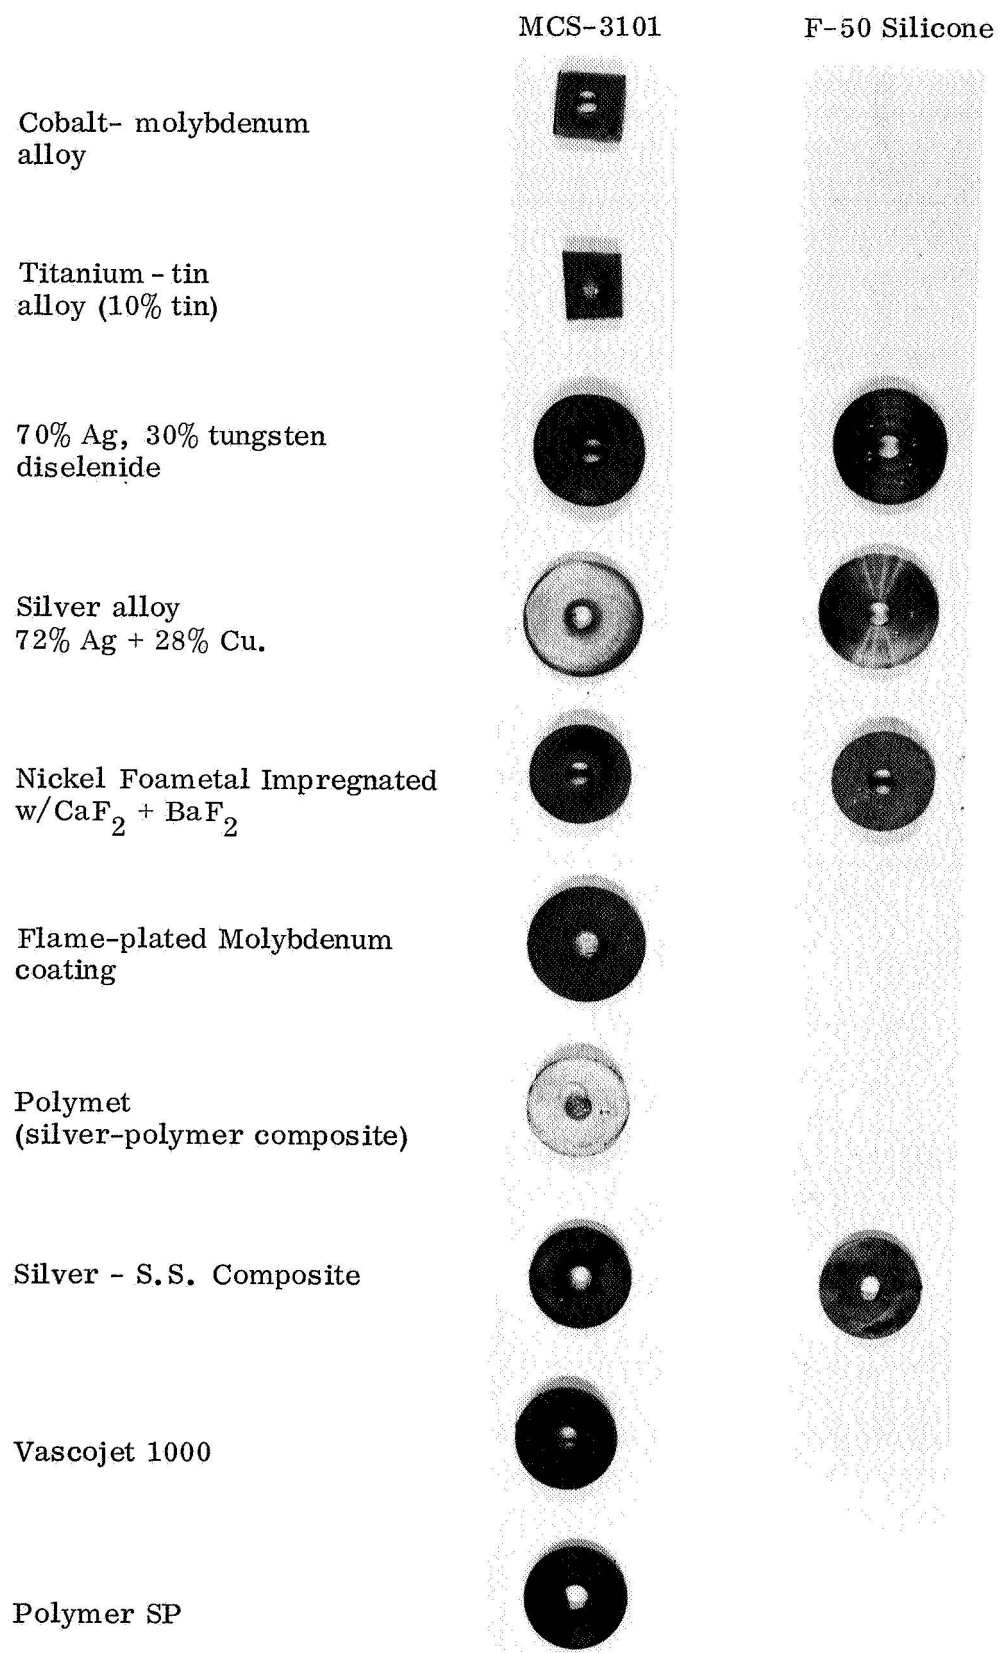 MCS-3101 F-50 Silicone
Cobalt- molybdenum
alloy
Titanium - tin
alloy (10% tin)
70% Ag, 30% tungsten
diselenide
Silver alloy
72% Ag + 28% Cu.
Nickel Foametal Impregnated
w/CaF2 + BaF2
Flame-plated Molybdenum
coating
Polymet
(silver-polymer composite)
Silver - S.S. Composite
Vascojet 1000
Polymer SP